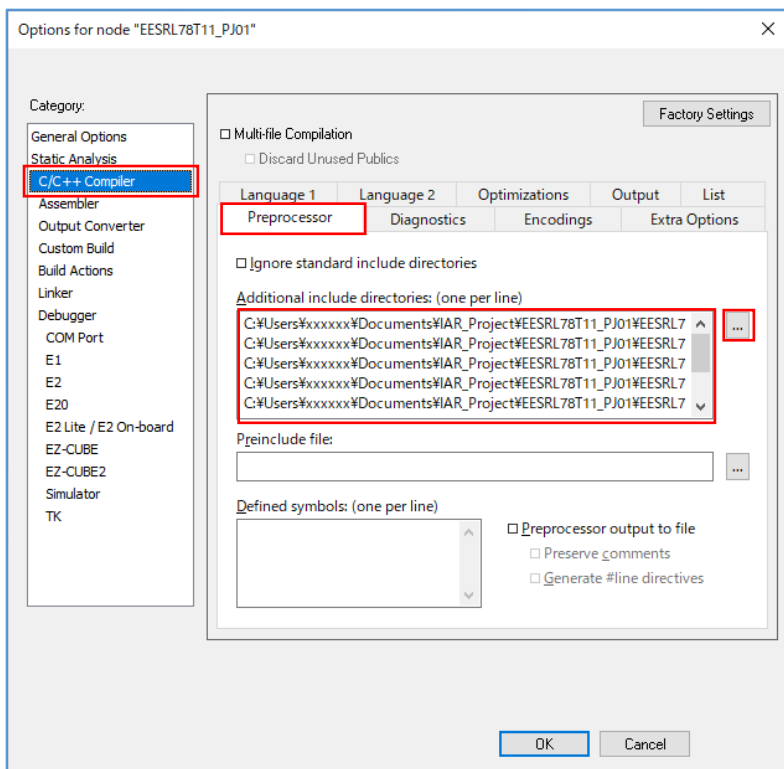 Options for node "EESRL78T11_PJ01"
Category:
General Options
Static Analysis
C/C++ Compiler
Assembler
Output Converter
Custom Build
Build Actions
Linker
Debugger
COM Port
E1
E2
E20
E2 Lite / E2 On-board
EZ-CUBE
EZ-CUBE2
Simulator
TK
Factory Settings
Multi-file Compilation
Discard Unused Publics
Language 1 Language 2 Optimizations Output List
Preprocessor Diagnostics Encodings Extra Options
Ignore standard include directories
Additional include directories: (one per line)
C:¥Users¥xxxxxx¥Documents¥IAR_Project¥EESRL78T11_PJ01¥EESRL7
C:¥Users¥xxxxxx¥Documents¥IAR_Project¥EESRL78T11_PJ01¥EESRL7
C:¥Users¥xxxxxx¥Documents¥IAR_Project¥EESRL78T11_PJ01¥EESRL7
C:¥Users¥xxxxxx¥Documents¥IAR_Project¥EESRL78T11_PJ01¥EESRL7
C:¥Users¥xxxxxx¥Documents¥IAR_Project¥EESRL78T11_PJ01¥EESRL7
...
Preinclude file:
...
Defined symbols: (one per line)
Preprocessor output to file
Preserve comments
Generate #line directives
OK Cancel